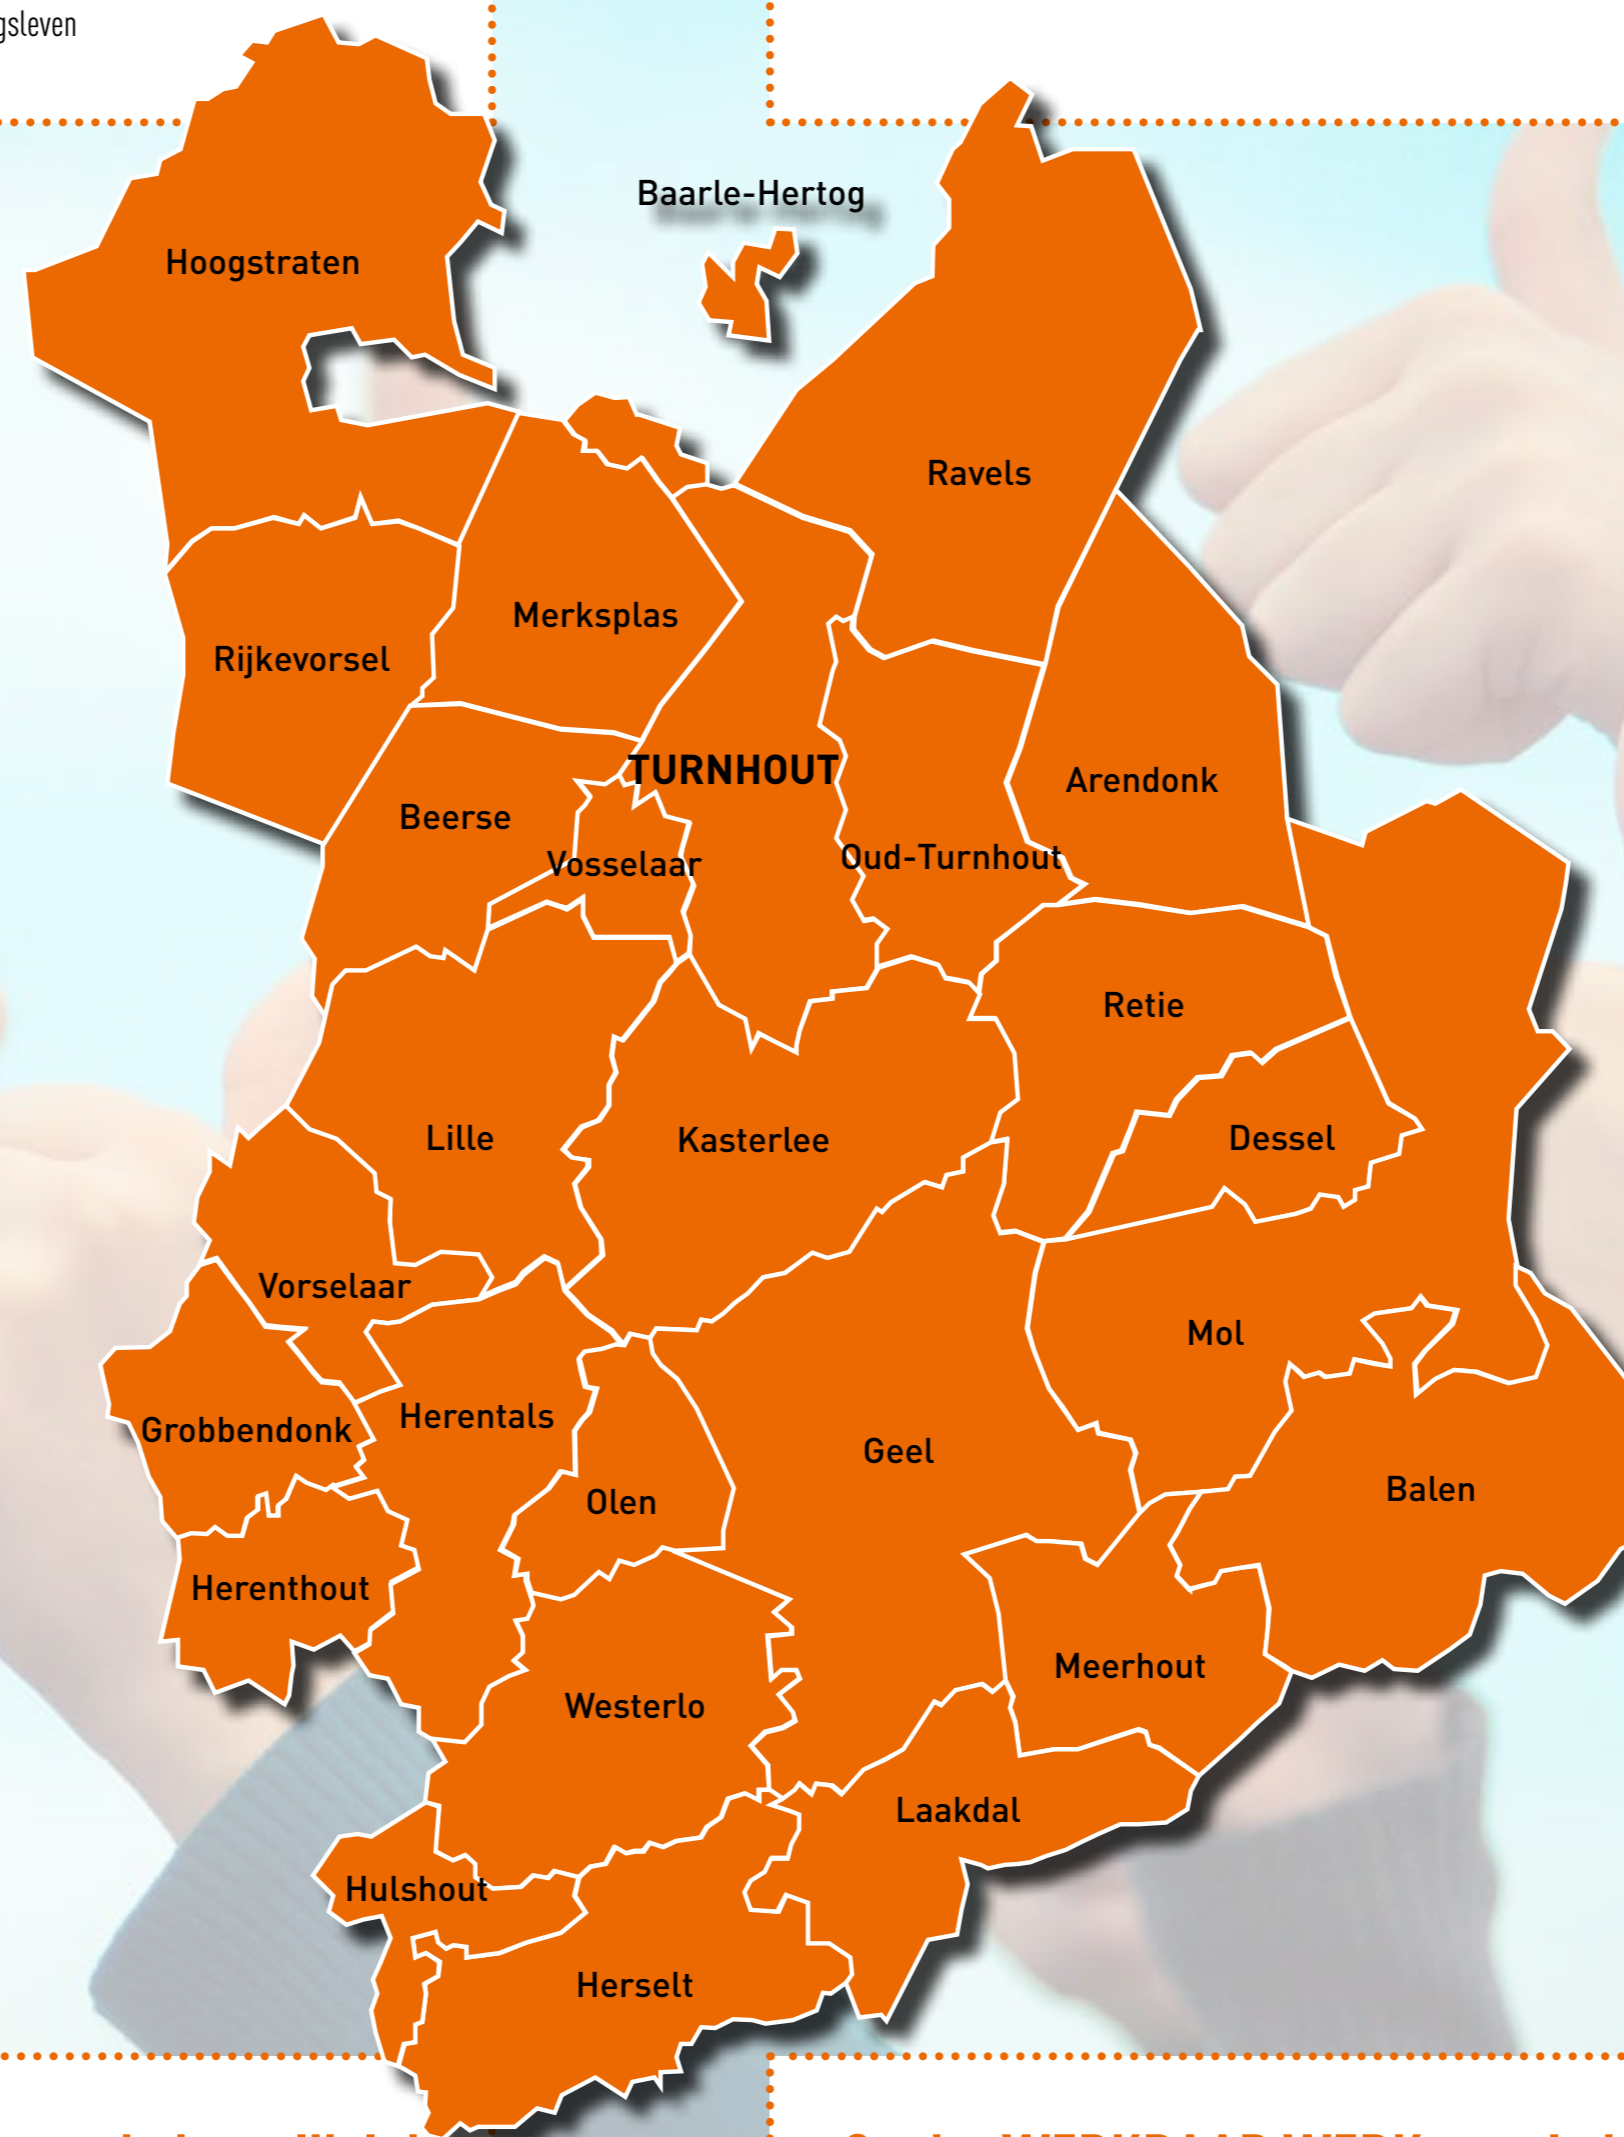 Baarle-Hertog
Hoogstraten
Ravels
Merksplas
Rijkevorsel
TURNHOUT
Arendonk
Beerse
Oud-Turnhout
Vosselaar
Retie
Lille
Kasterlee
Dessel
Vorselaar
Mol
Herentals
Grobbendonk
Geel
Balen
Olen
Herenthout
Meerhout
Westerlo
Laakdal
Hulshout
Herselt